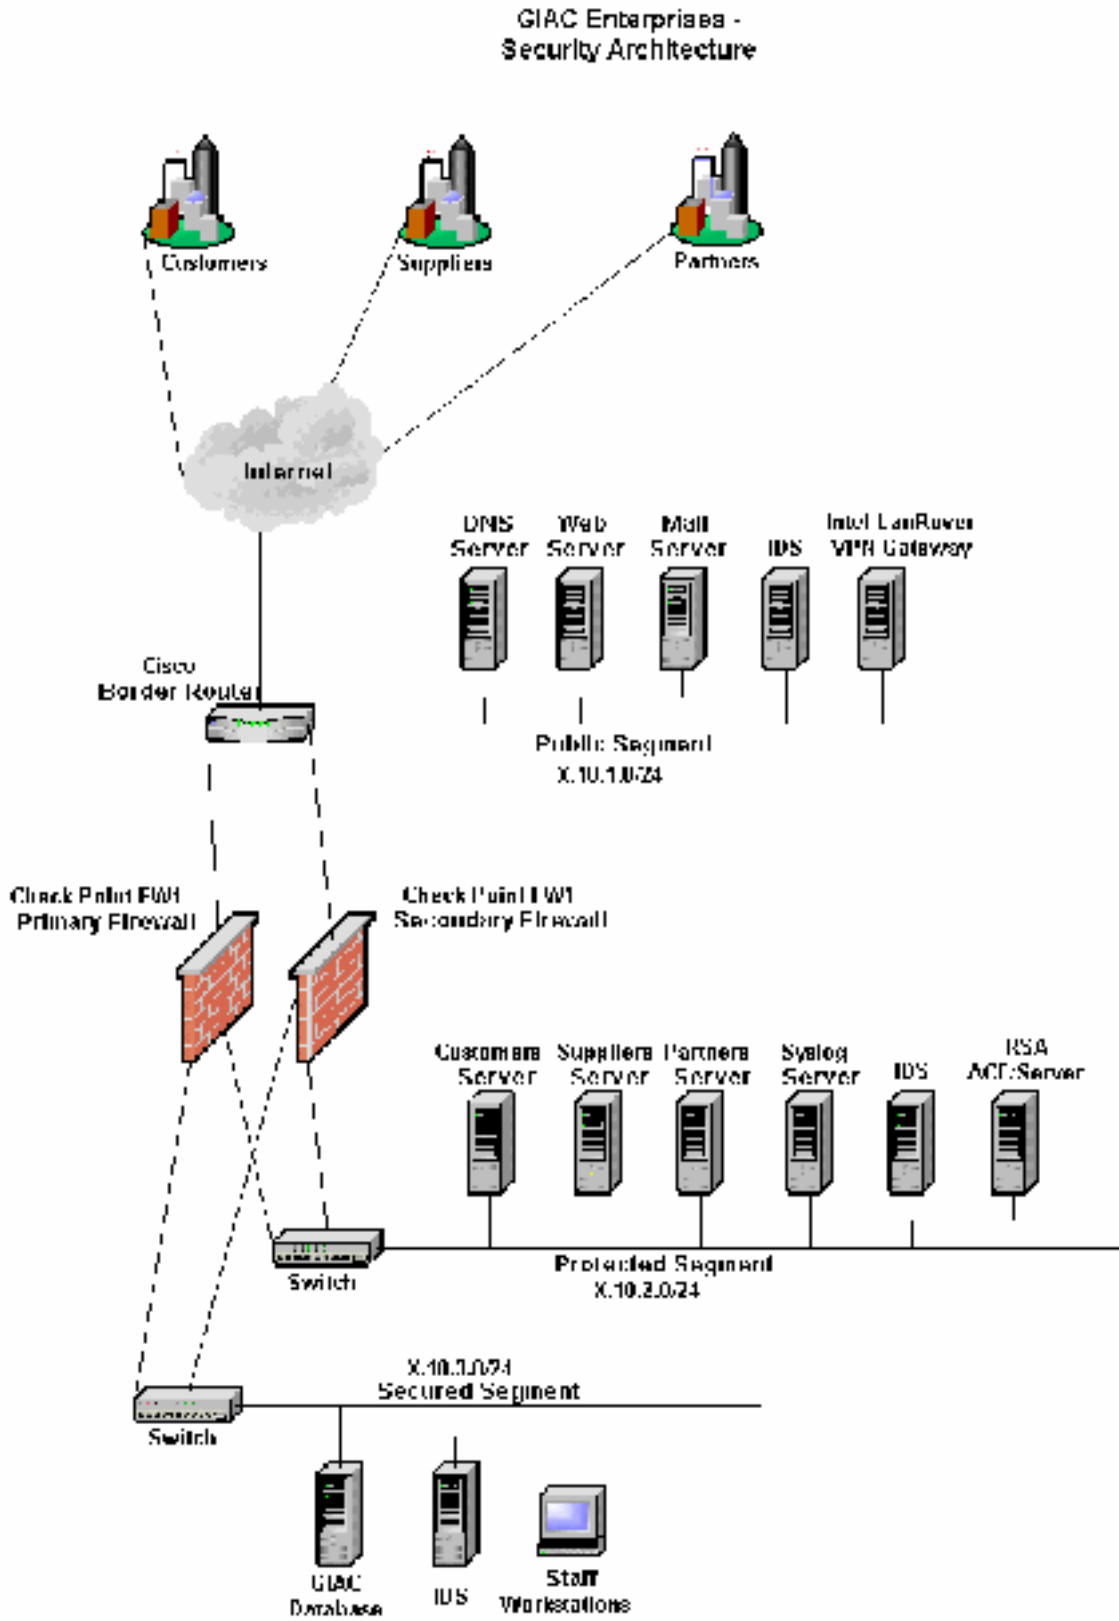 GIAC Enterprises -
Security Architecture
Customers
Suppliers
Partners
Internet
DNS
Server
Web
Server
Mail
Server
IDS
Intel LanRover
VPN Gateway
Cisco
Border Router
Public Segment
X.10.1.0/24
Check Point FW1
Primary Firewall
Check Point FW1
Secondary Firewall
Customers
Server
Suppliers
Server
Partners
Server
Syslog
Server
IDS
RSA
ACE/Server
Switch
Protected Segment
X.10.2.0/24
X.10.3.0/24
Secured Segment
Switch
GIAC
Database
IDS
Staff
Workstations